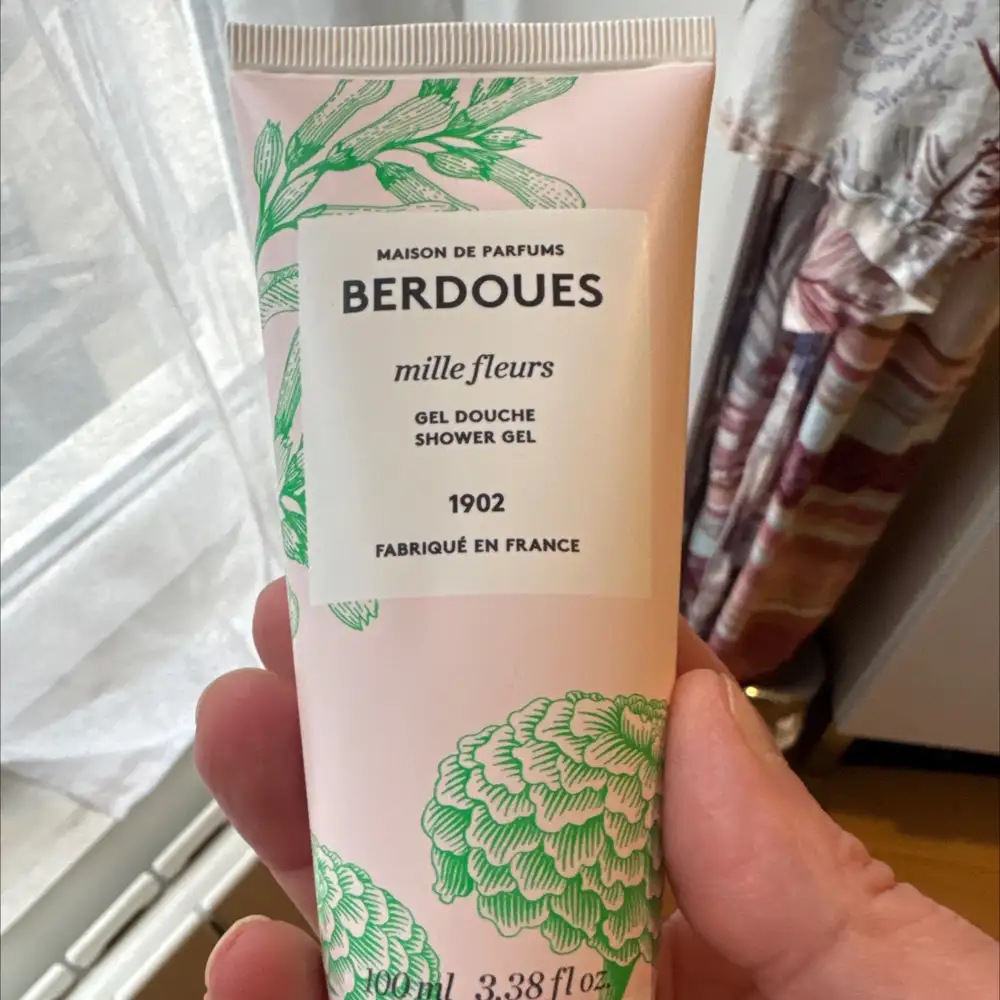 MAISON DE PARFUMS
BERDOUES
mille fleurs
GEL DOUCHE
SHOWER GEL
1902
FABRIQUÉ EN FRANCE
100 ml 3.38 fl oz.